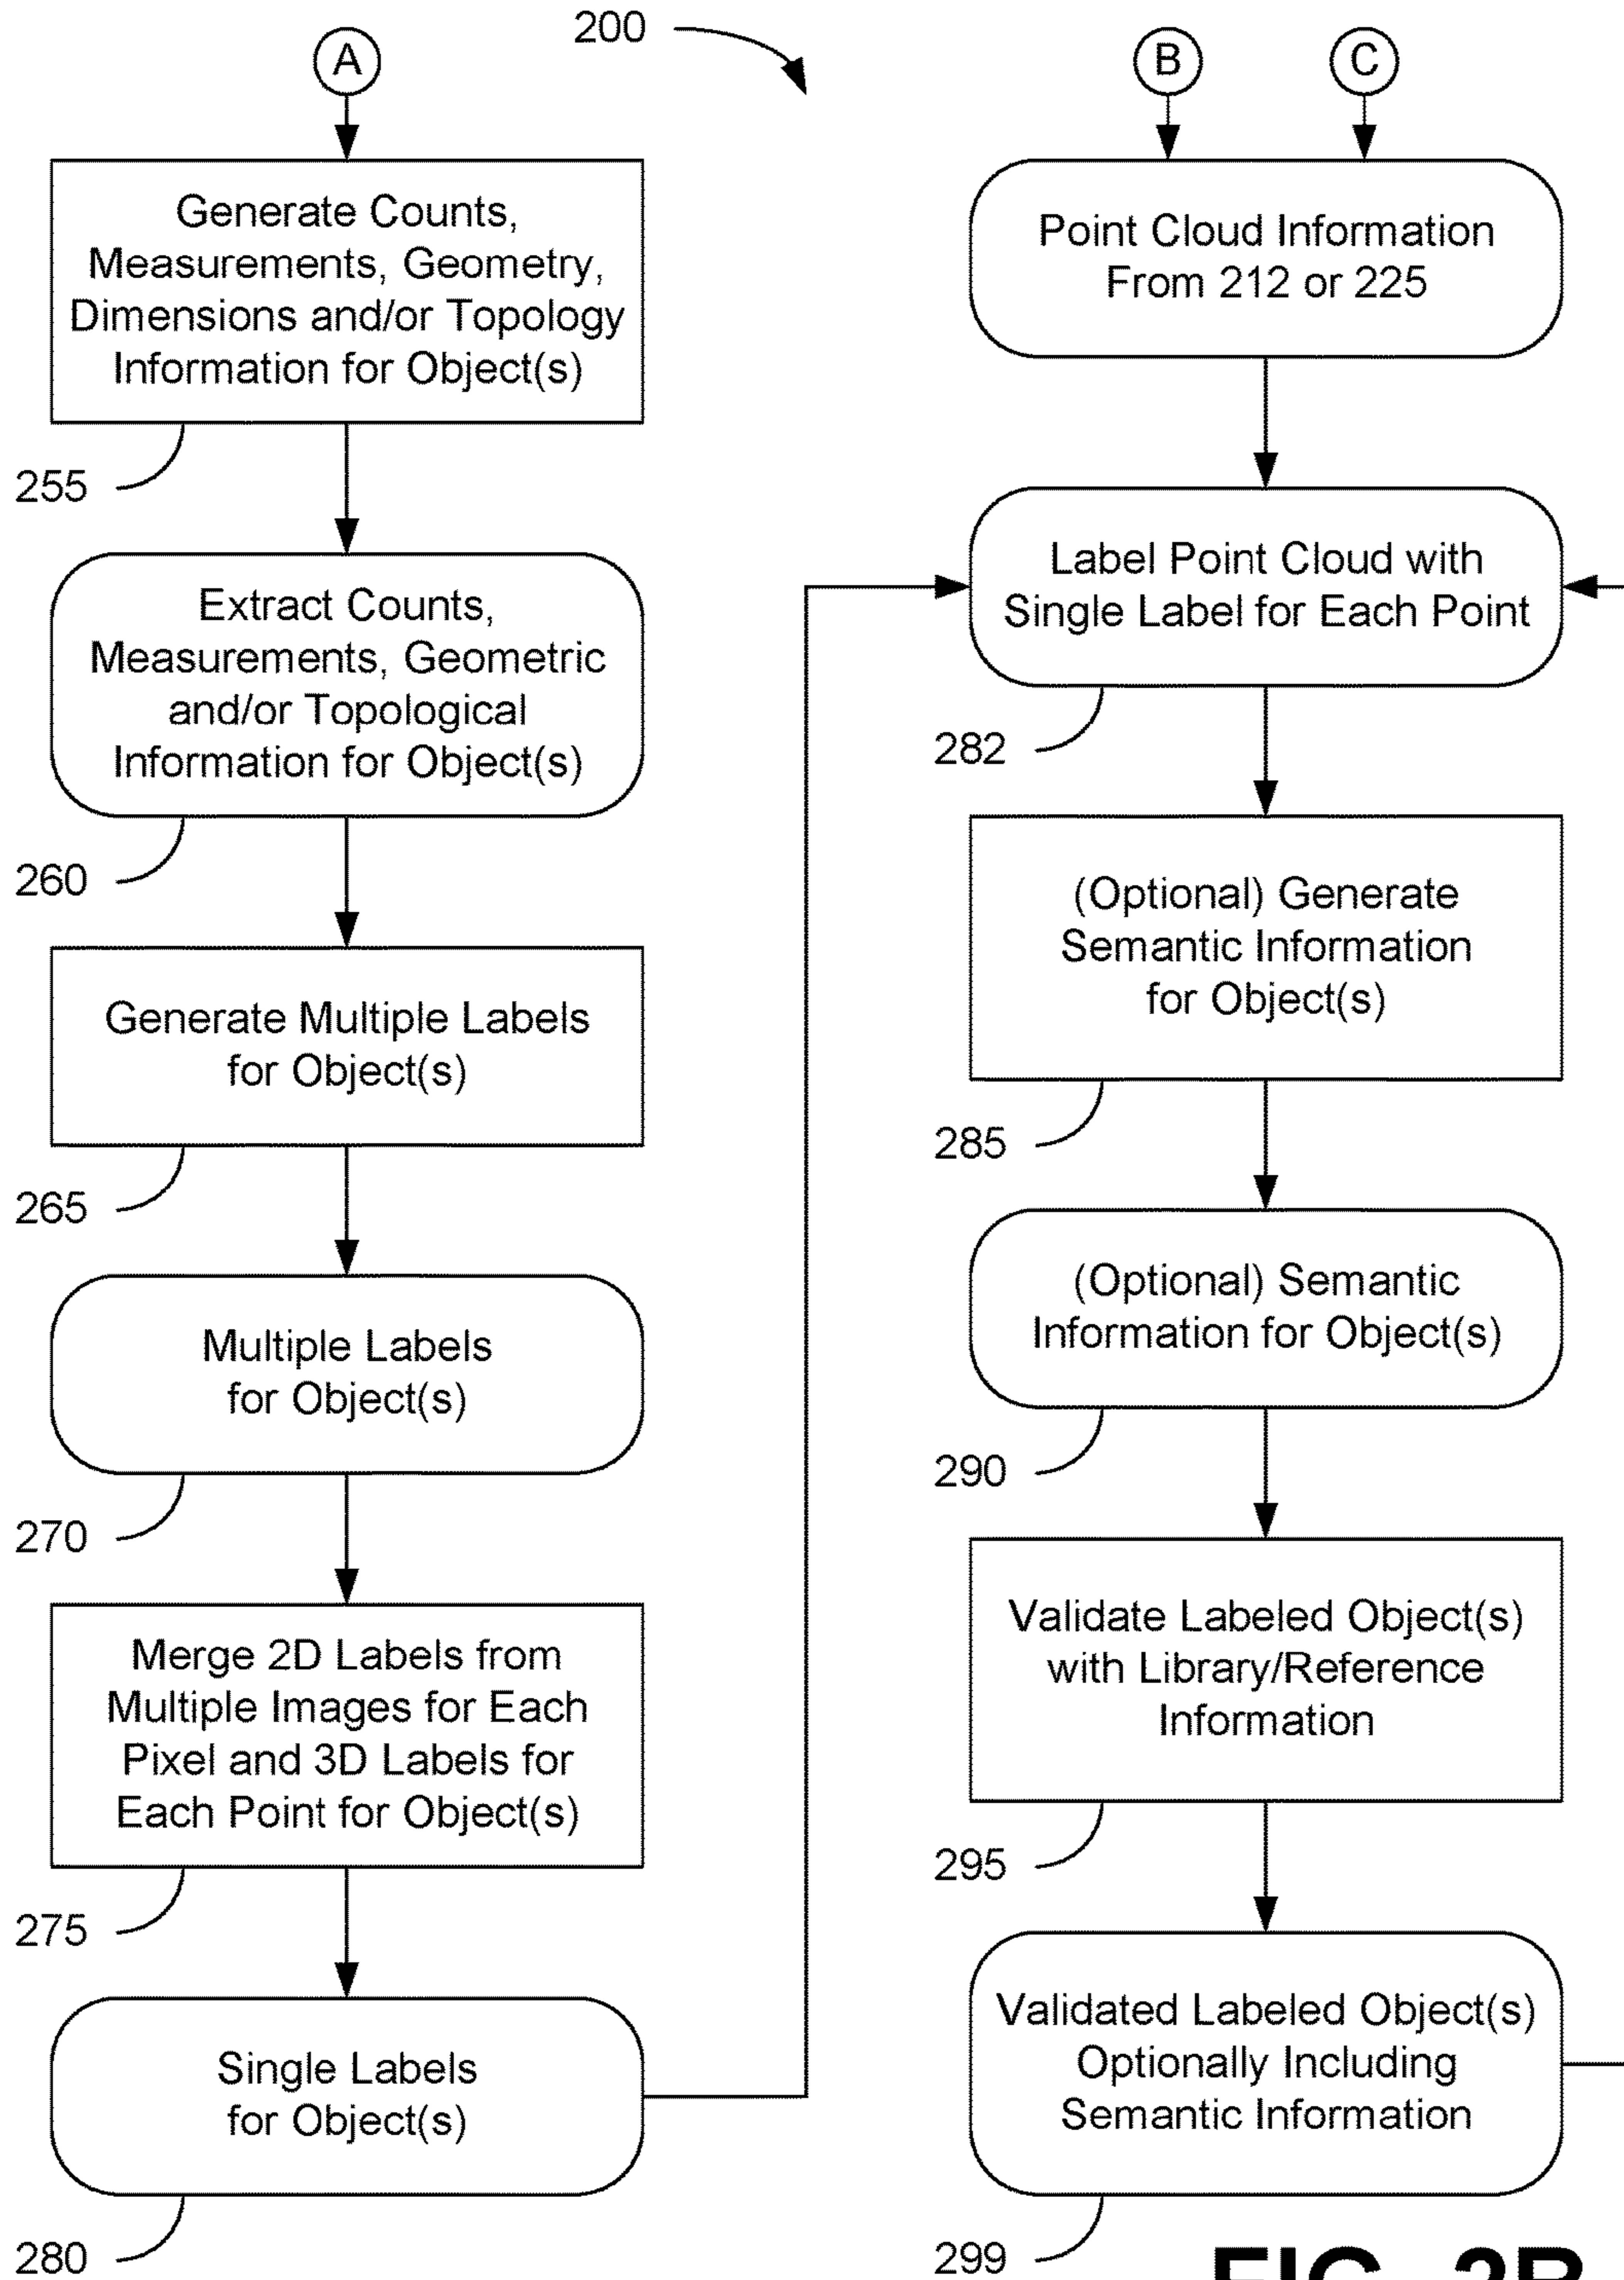 200
A
Generate Counts,
Measurements, Geometry,
Dimensions and/or Topology
Information for Object(s)
255
Extract Counts,
Measurements, Geometric
and/or Topological
Information for Object(s)
260
Generate Multiple Labels
for Object(s)
265
Multiple Labels
for Object(s)
270
Merge 2D Labels from
Multiple Images for Each
Pixel and 3D Labels for
Each Point for Object(s)
275
Single Labels
for Object(s)
280
B
C
Point Cloud Information
From 212 or 225
Label Point Cloud with
Single Label for Each Point
282
(Optional) Generate
Semantic Information
for Object(s)
285
(Optional) Semantic
Information for Object(s)
290
Validate Labeled Object(s)
with Library/Reference
Information
295
Validated Labeled Object(s)
Optionally Including
Semantic Information
299
FIG. 2B